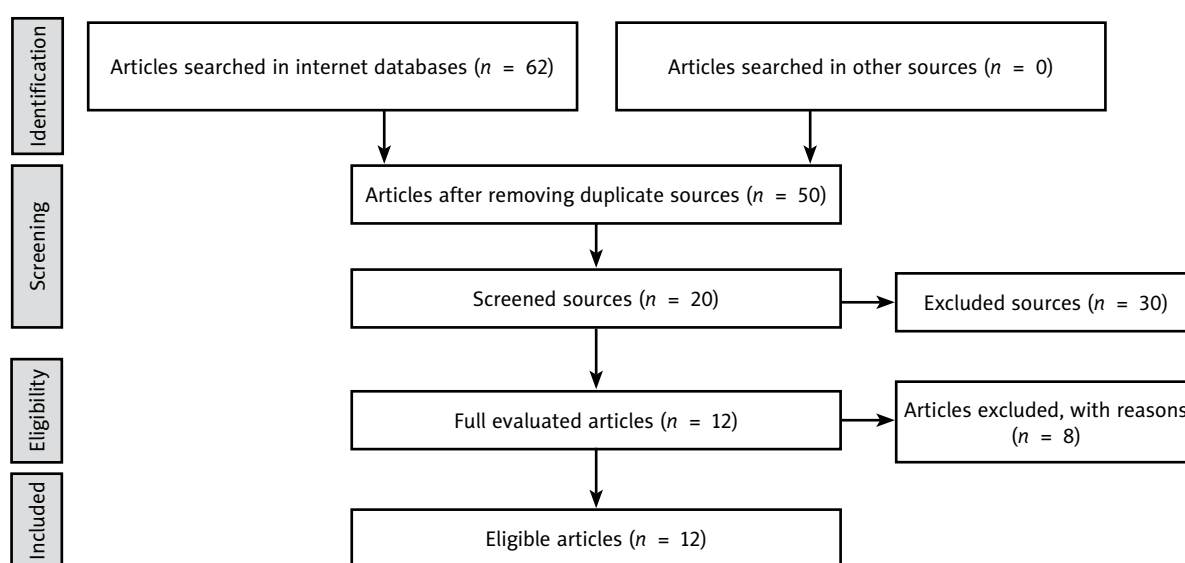 Identification
Articles searched in internet databases (n = 62)
Articles searched in other sources (n = 0)
Screening
Articles after removing duplicate sources (n = 50)
Screened sources (n = 20)
Excluded sources (n = 30)
Eligibility
Full evaluated articles (n = 12)
Articles excluded, with reasons
(n = 8)
Included
Eligible articles (n = 12)